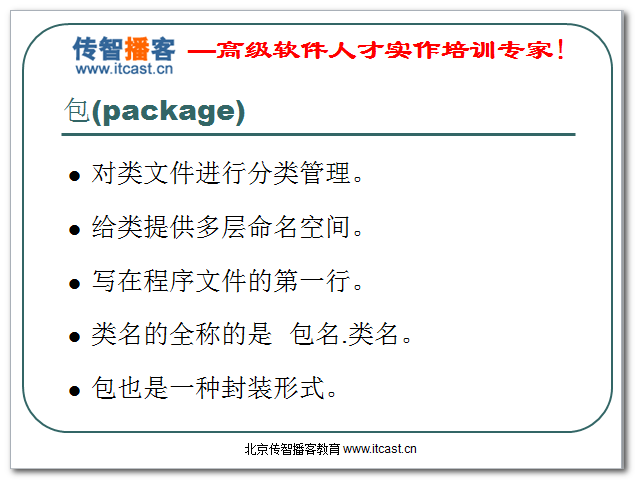 传智播客 —高级软件人才实作培训专家!
www.itcast.cn
包(package)
● 对类文件进行分类管理。
● 给类提供多层命名空间。
● 写在程序文件的第一行。
● 类名的全称的是 包名.类名。
● 包也是一种封装形式。
北京传智播客教育 www.itcast.cn